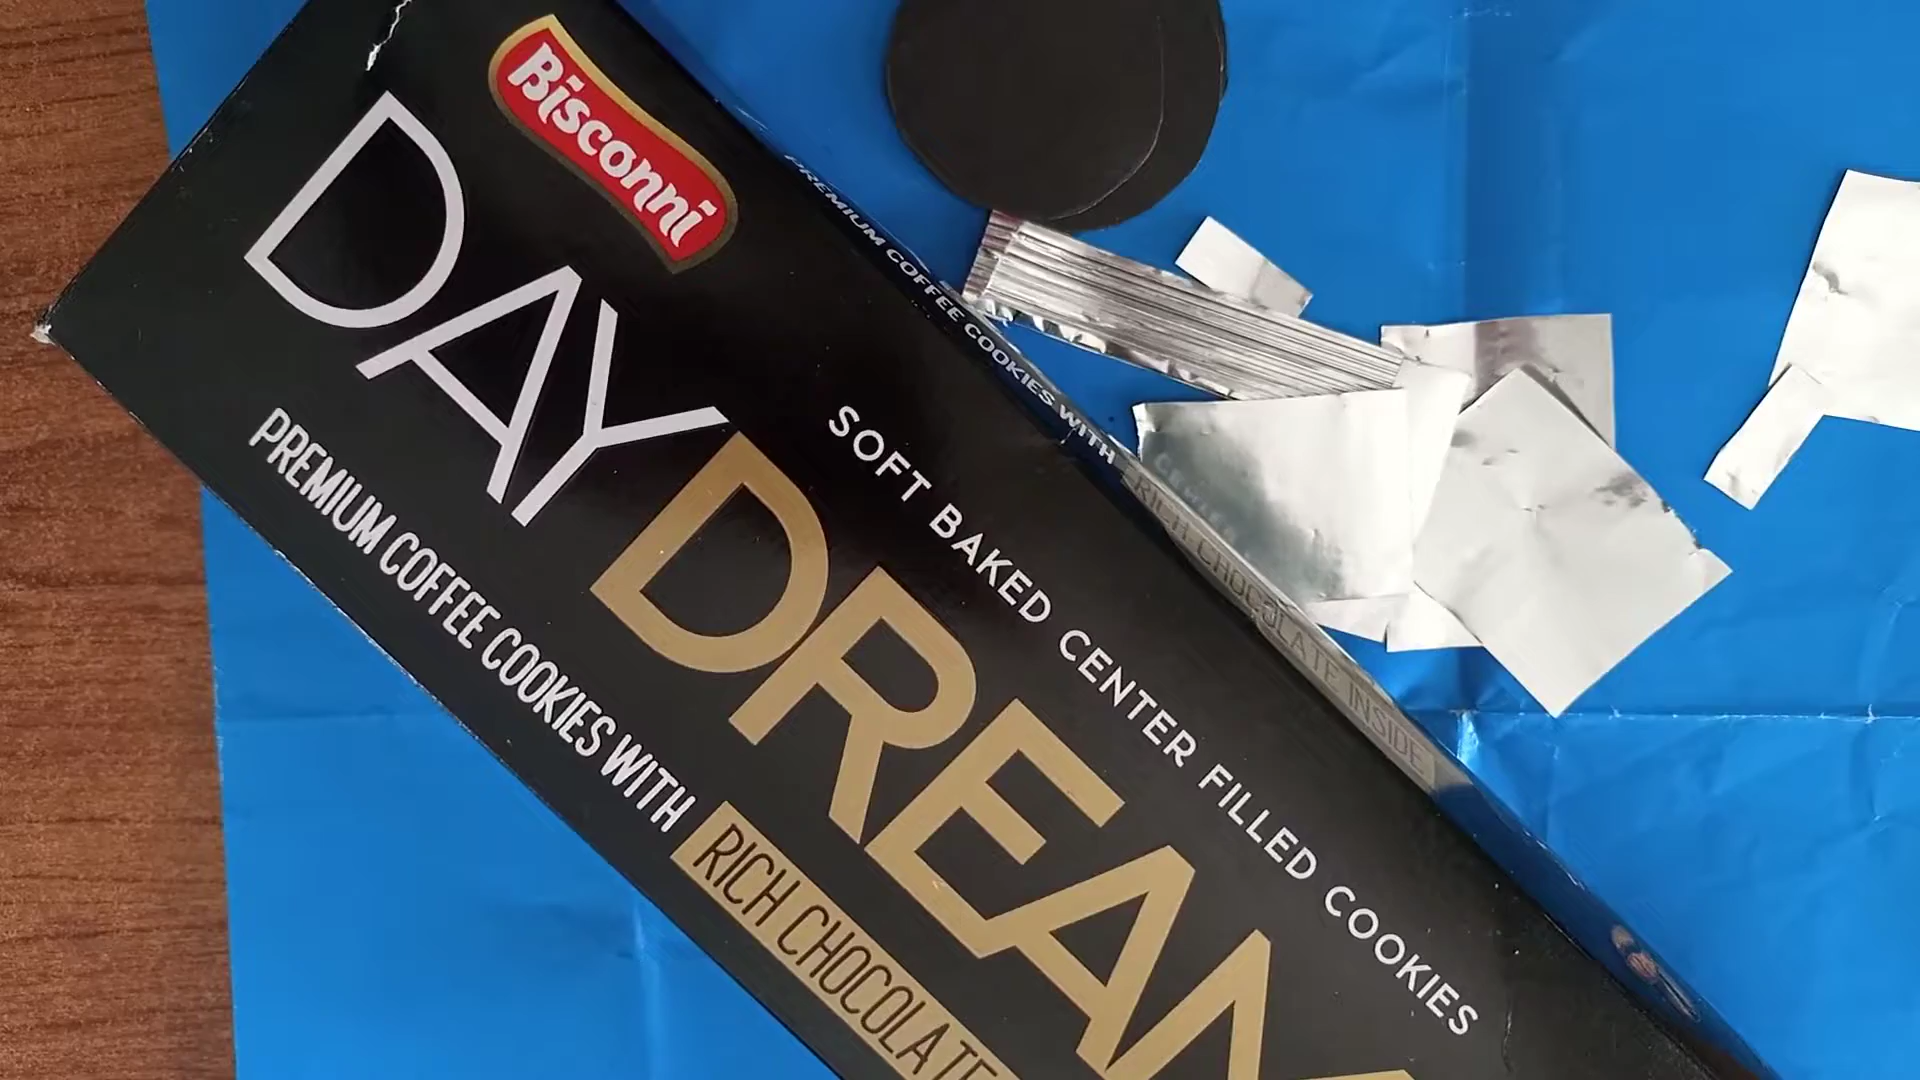 Bisconni
DAY DREAM
SOFT BAKED CENTER FILLED COOKIES
PREMIUM COFFEE COOKIES WITH
RICH CHOCOLATE
PREMIUM COFFEE COOKIES WITH
RICH CHOCOLATE INSIDE